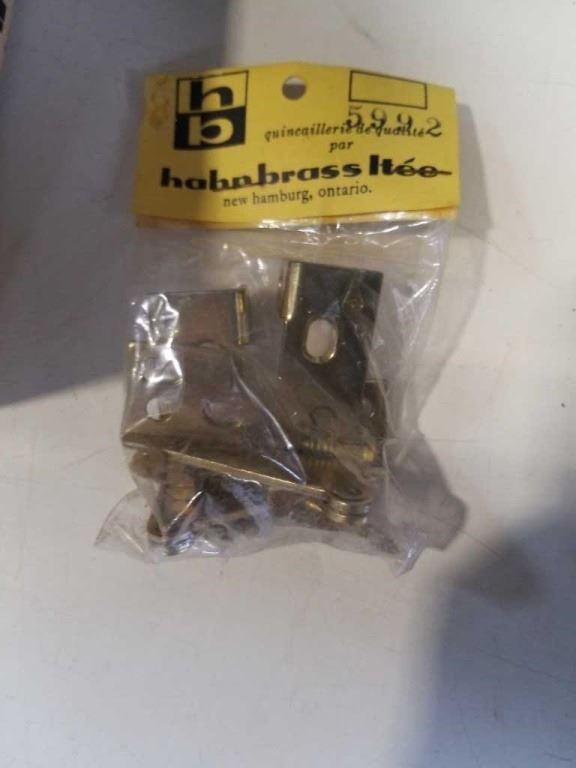 hb
5992
quincaillerie de qualité
par
hahnbrass ltée
new hamburg, ontario.